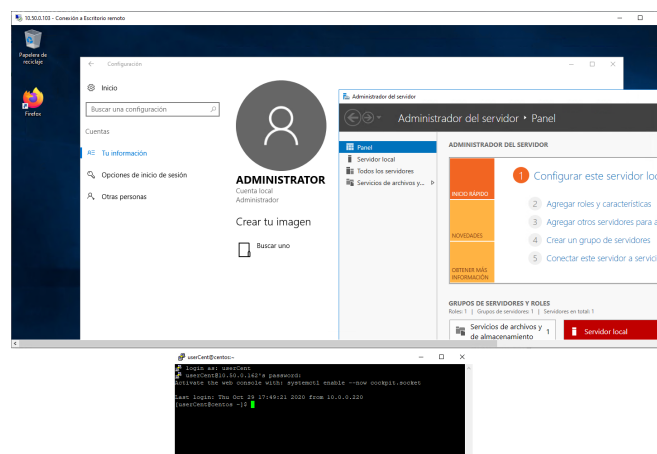 10.50.0.103 - Conexión a Escritorio remoto
Papelera de
reciclaje
Firefox
Configuración
Inicio
Buscar una configuración
Cuentas
Tu información
Opciones de inicio de sesión
Otras personas
ADMINISTRATOR
Cuenta local
Administrador
Crear tu imagen
Buscar uno
Administrador del servidor
Administrador del servidor • Panel
Panel
Servidor local
Todos los servidores
Servicios de archivos y...
ADMINISTRADOR DEL SERVIDOR
INICIO RÁPIDO
NOVEDADES
OBTENER MÁS
INFORMACIÓN
1 Configurar este servidor loc
2 Agregar roles y características
3 Agregar otros servidores para a
4 Crear un grupo de servidores
5 Conectar este servidor a servici
GRUPOS DE SERVIDORES Y ROLES
Roles: 1 | Grupos de servidores: 1 | Servidores en total: 1
Servicios de archivos y
de almacenamiento
1
Servidor local
userCent@centos:~
login as: userCent
userCent@10.50.0.162's password:
Activate the web console with: systemctl enable --now cockpit.socket
Last login: Thu Oct 29 17:49:21 2020 from 10.0.0.220
[userCent@centos ~]$